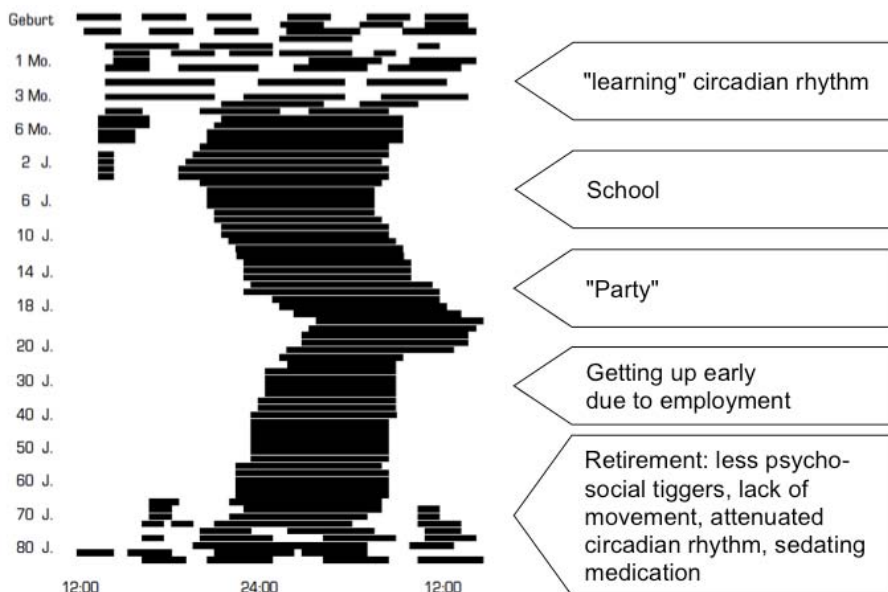 Geburt
1 Mo.
3 Mo.
6 Mo.
2 J.
6 J.
10 J.
14 J.
18 J.
20 J.
30 J.
40 J.
50 J.
60 J.
70 J.
80 J.
12:00 24:00 12:00
"learning" circadian rhythm
School
"Party"
Getting up early
due to employment
Retirement: less psycho-
social tiggers, lack of
movement, attenuated
circadian rhythm, sedating
medication